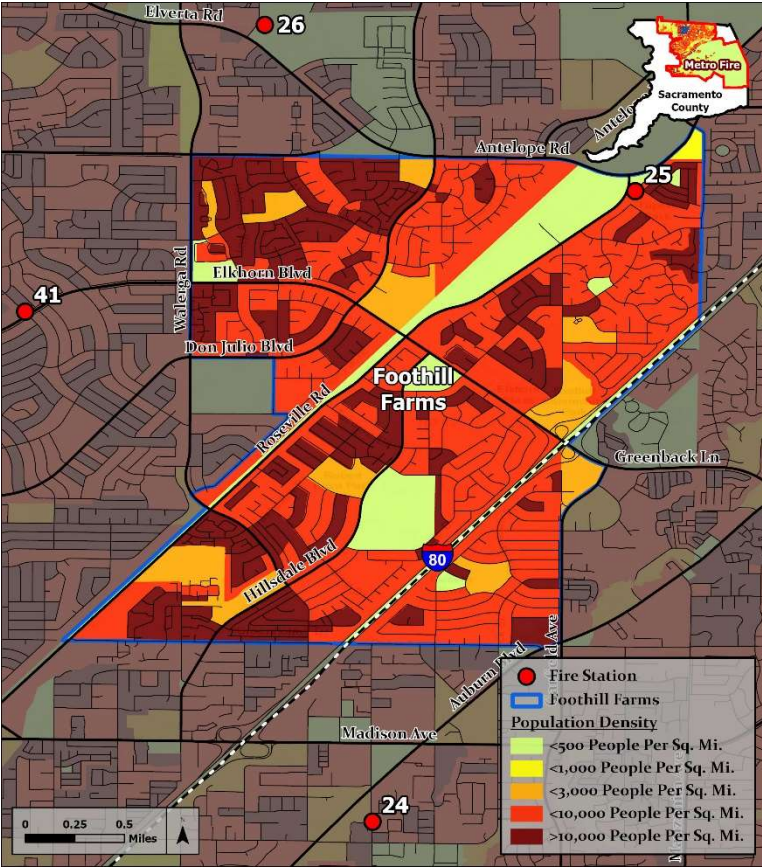 Elverta Rd
26
Metro Fire
Sacramento
County
Antelope Rd
25
Walerga Rd
Elkhorn Blvd
41
Don Julio Blvd
Foothill
Farms
Roseville Rd
Greenback Ln
80
Hillsdale Blvd
Auburn Blvd
Madison Ave
24
Fire Station
Foothill Farms
Population Density
<500 People Per Sq. Mi.
<1,000 People Per Sq. Mi.
<3,000 People Per Sq. Mi.
<10,000 People Per Sq. Mi.
>10,000 People Per Sq. Mi.
0 0.25 0.5
Miles